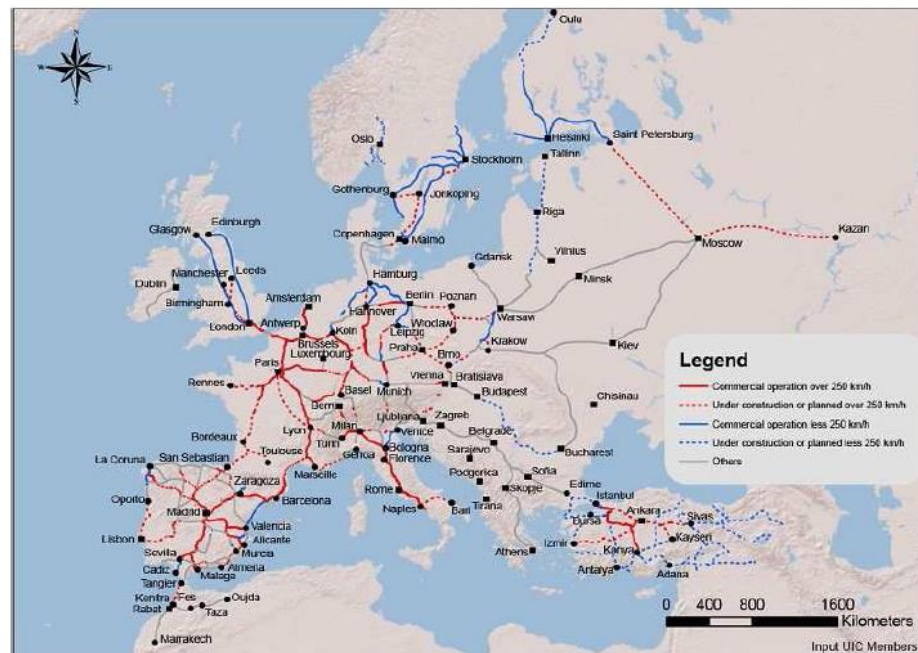 N
W
E
S
Oulu
Helsinki
Saint Petersburg
Tallinn
Oslo
Stockholm
Gothenburg
Jonkoping
Riga
Moscow
Kazan
Copenhagen
Malmö
Glasgow
Edinburgh
Vilnius
Gdansk
Minsk
Manchester
Leeds
Dublin
Hamburg
Birmingham
Amsterdam
Berlin
Poznan
Hannover
Warsaw
London
Antwerp
Koln
Leipzig
Wroclaw
Brussels
Luxembourg
Praha
Krakow
Kiev
Brno
Paris
Rennes
Vienna
Bratislava
Basel
Munich
Budapest
Chisinau
Bern
Ljubliana
Zagreb
Bordeaux
Lyon
Milan
Venice
Belgrade
Turin
Bologna
Bucharest
Toulouse
Genoa
Florence
Sarajevo
La Coruna
San Sebastian
Marseille
Podgorica
Sofia
Edirne
Skopje
Istanbul
Zaragoza
Oporto
Barcelona
Rome
Tirana
Bari
Bursa
Ankara
Sivas
Madrid
Naples
Kayseri
Valencia
Izmir
Lisbon
Alicante
Athens
Konya
Sevilla
Murcia
Antalya
Adana
Cadiz
Malaga
Almeria
Tangier
Kenitra
Fes
Oujda
Rabat
Taza
Marrakech
Legend
Commercial operation over 250 km/h
Under construction or planned over 250 km/h
Commercial operation less 250 km/h
Under construction or planned less 250 km/h
Others
0 400 800 1600
Kilometers
Input UIC Members